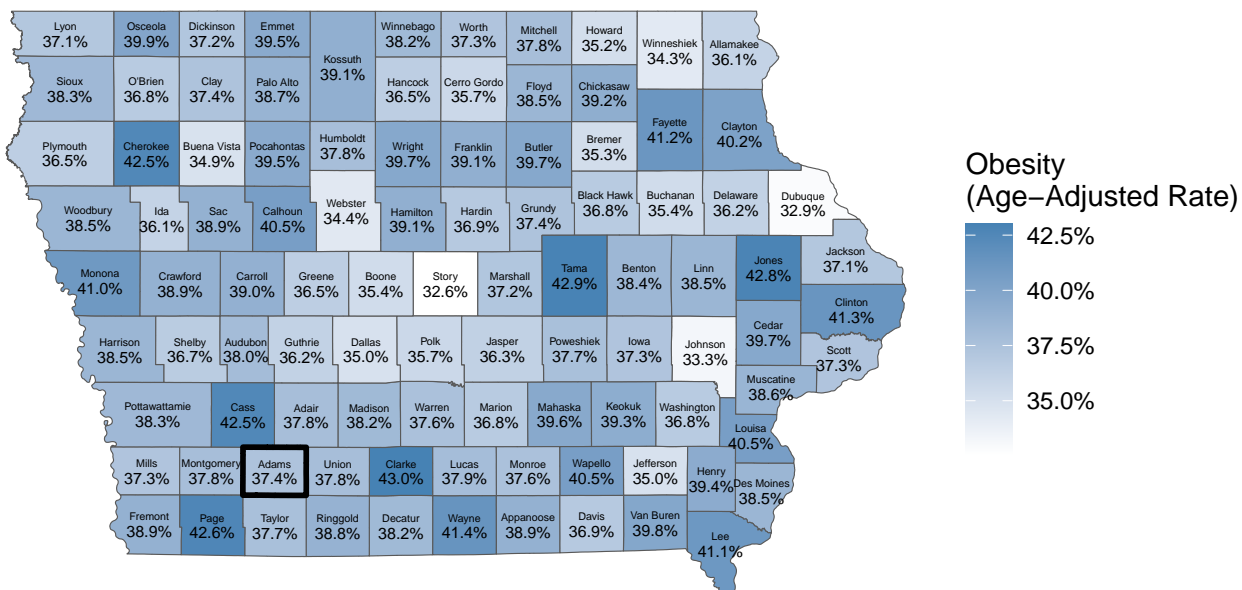 Lyon
37.1%
Osceola
39.9%
Dickinson
37.2%
Emmet
39.5%
Kossuth
39.1%
Winnebago
38.2%
Worth
37.3%
Mitchell
37.8%
Howard
35.2%
Winneshiek
34.3%
Allamakee
36.1%
Sioux
38.3%
O'Brien
36.8%
Clay
37.4%
Palo Alto
38.7%
Hancock
36.5%
Cerro Gordo
35.7%
Floyd
38.5%
Chickasaw
39.2%
Fayette
41.2%
Clayton
40.2%
Plymouth
36.5%
Cherokee
42.5%
Buena Vista
34.9%
Pocahontas
39.5%
Humboldt
37.8%
Wright
39.7%
Franklin
39.1%
Butler
39.7%
Bremer
35.3%
Woodbury
38.5%
Ida
36.1%
Sac
38.9%
Calhoun
40.5%
Webster
34.4%
Hamilton
39.1%
Hardin
36.9%
Grundy
37.4%
Black Hawk
36.8%
Buchanan
35.4%
Delaware
36.2%
Dubuque
32.9%
Monona
41.0%
Crawford
38.9%
Carroll
39.0%
Greene
36.5%
Boone
35.4%
Story
32.6%
Marshall
37.2%
Tama
42.9%
Benton
38.4%
Linn
38.5%
Jones
42.8%
Jackson
37.1%
Clinton
41.3%
Harrison
38.5%
Shelby
36.7%
Audubon
38.0%
Guthrie
36.2%
Dallas
35.0%
Polk
35.7%
Jasper
36.3%
Poweshiek
37.7%
Iowa
37.3%
Johnson
33.3%
Cedar
39.7%
Scott
37.3%
Muscatine
38.6%
Pottawattamie
38.3%
Cass
42.5%
Adair
37.8%
Madison
38.2%
Warren
37.6%
Marion
36.8%
Mahaska
39.6%
Keokuk
39.3%
Washington
36.8%
Louisa
40.5%
Mills
37.3%
Montgomery
37.8%
Adams
37.4%
Union
37.8%
Clarke
43.0%
Lucas
37.9%
Monroe
37.6%
Wapello
40.5%
Jefferson
35.0%
Henry
39.4%
Des Moines
38.5%
Fremont
38.9%
Page
42.6%
Taylor
37.7%
Ringgold
38.8%
Decatur
38.2%
Wayne
41.4%
Appanoose
38.9%
Davis
36.9%
Van Buren
39.8%
Lee
41.1%
Obesity
(Age−Adjusted Rate)
42.5%
40.0%
37.5%
35.0%